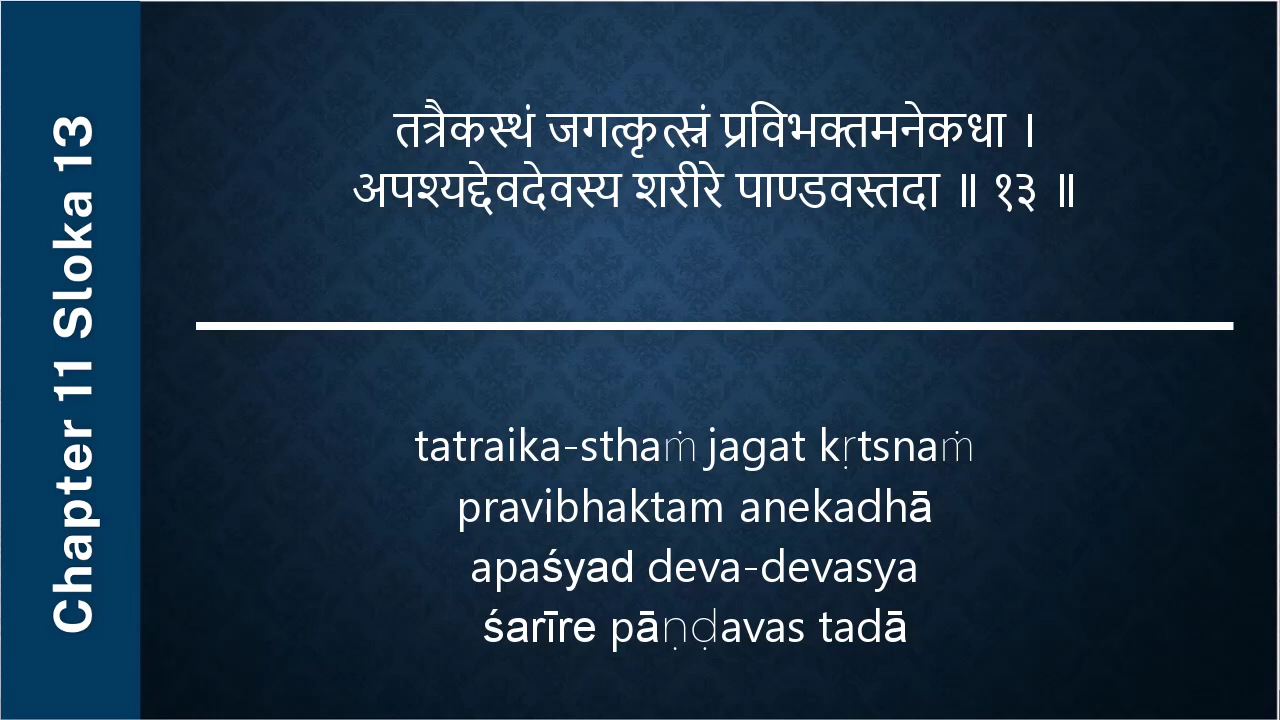 Chapter 11 Sloka 13
तत्रैकस्थं जगत्कृत्स्नं प्रविभक्तमनेकधा ।
अपश्यद्देवदेवस्य शरीरे पाण्डवस्तदा ॥ १३ ॥
tatraika-sthaṁ jagat kṛtsnaṁ
pravibhaktam anekadhā
apaśyad deva-devasya
śarīre pāṇḍavas tadā